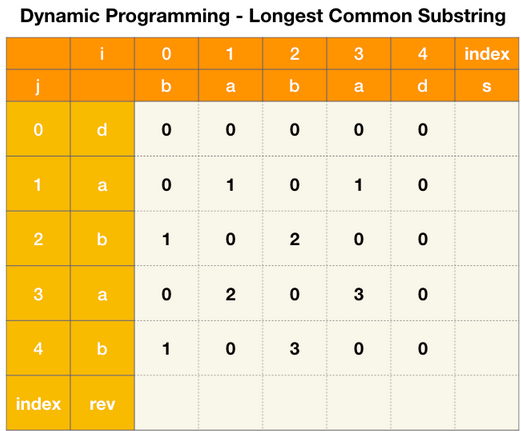 Dynamic Programming - Longest Common Substring
i 0 1 2 3 4 index
j b a b a d s
0 d 0 0 0 0 0
1 a 0 1 0 1 0
2 b 1 0 2 0 0
3 a 0 2 0 3 0
4 b 1 0 3 0 0
index rev